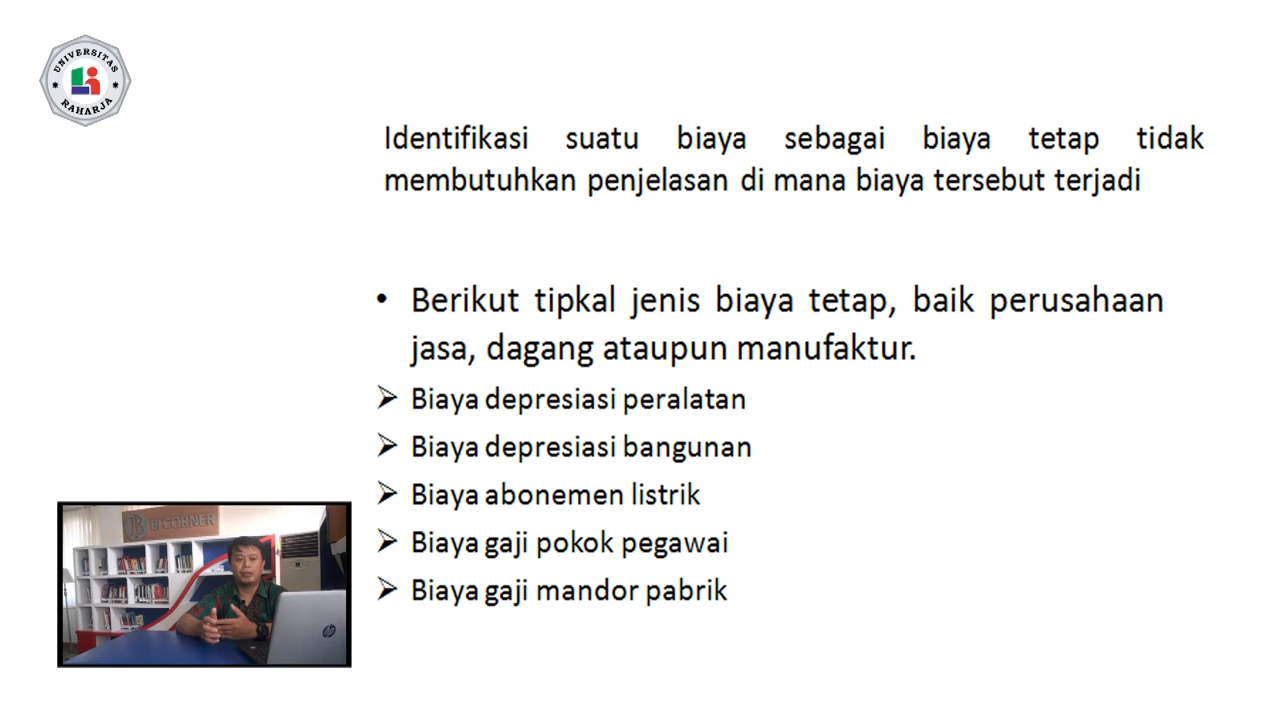 UNIVERSITAS
RAHARJA
Identifikasi suatu biaya sebagai biaya tetap tidak
membutuhkan penjelasan di mana biaya tersebut terjadi
• Berikut tipkal jenis biaya tetap, baik perusahaan
jasa, dagang ataupun manufaktur.
➢ Biaya depresiasi peralatan
➢ Biaya depresiasi bangunan
➢ Biaya abonemen listrik
➢ Biaya gaji pokok pegawai
➢ Biaya gaji mandor pabrik
CORNER
hp